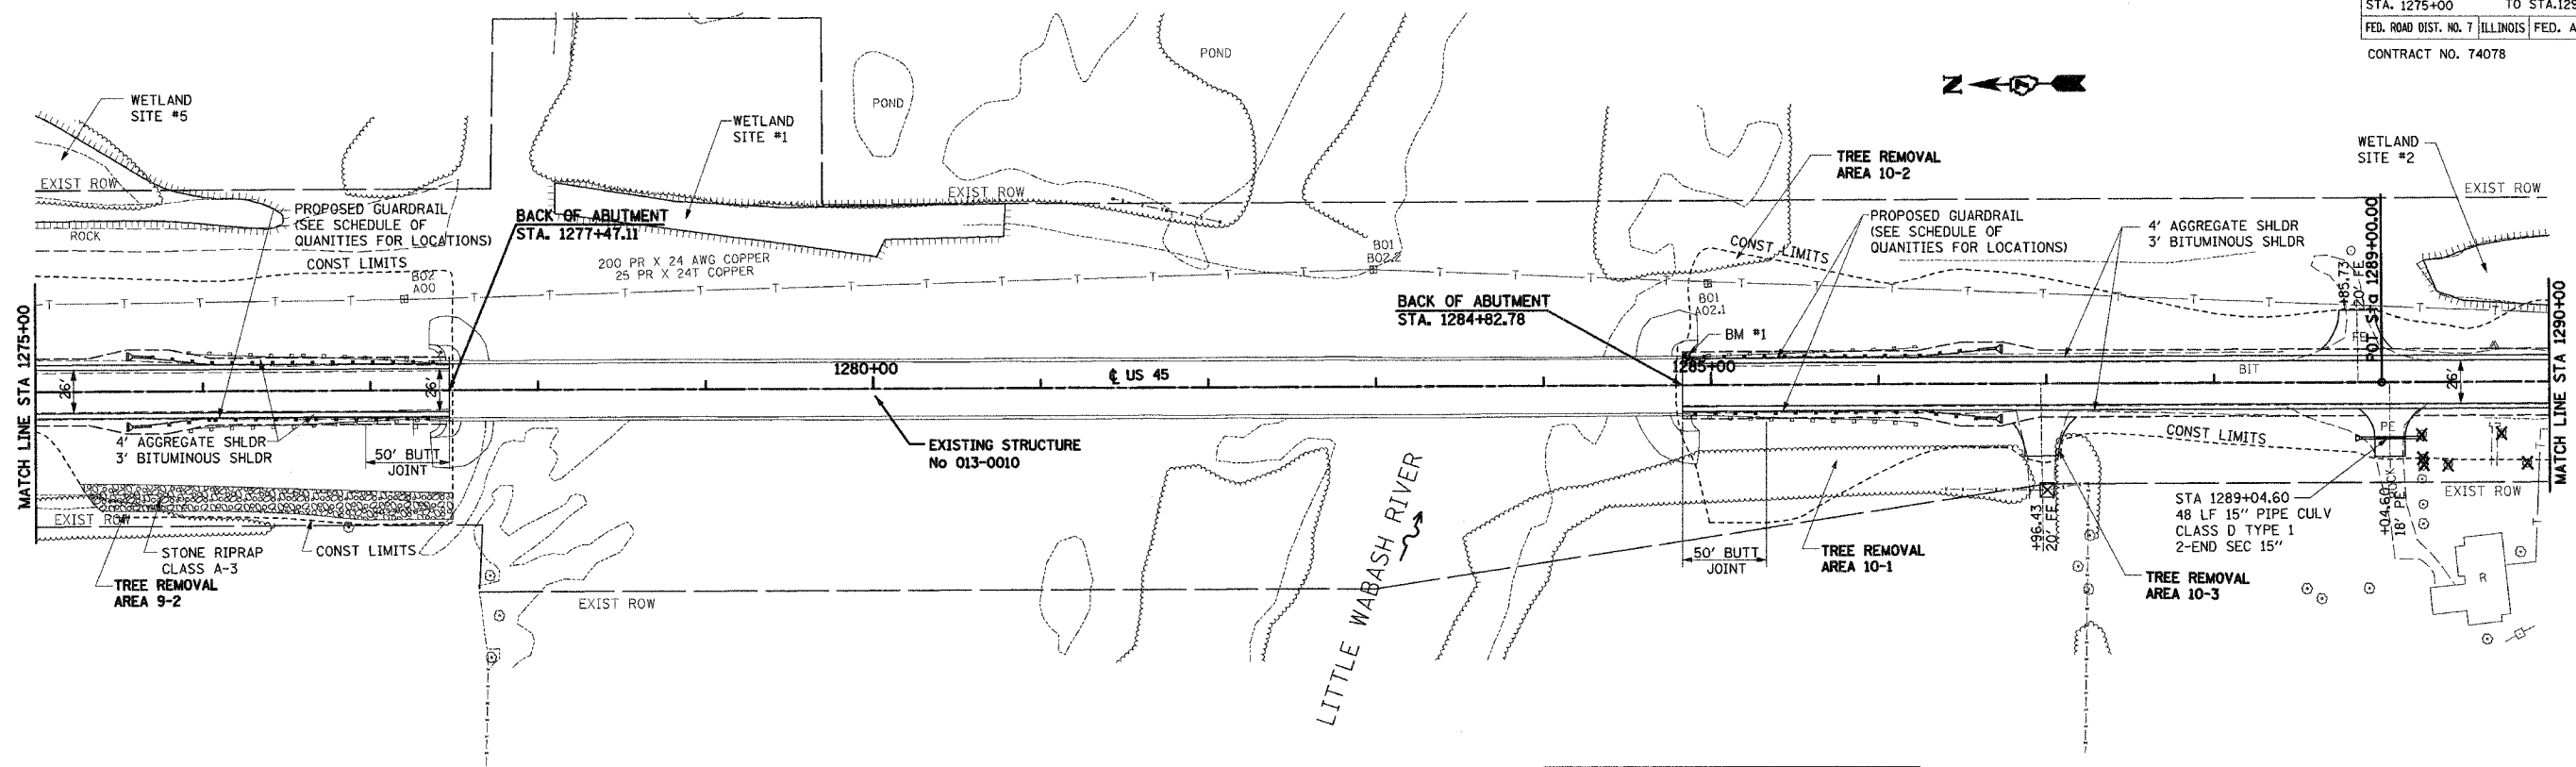 STA. 1275+00 TO STA.129
FED. ROAD DIST. NO. 7 ILLINOIS FED. A
CONTRACT NO. 74078
N
WETLAND
SITE #5
EXIST ROW
ROCK
PROPOSED GUARDRAIL
(SEE SCHEDULE OF
QUANITIES FOR LOCATIONS)
CONST LIMITS
B02
A00
BACK OF ABUTMENT
STA. 1277+47.11
WETLAND
SITE #1
POND
POND
EXIST ROW
200 PR X 24 AWG COPPER
25 PR X 24T COPPER
B01
B02.2
TREE REMOVAL
AREA 10-2
CONST LIMITS
PROPOSED GUARDRAIL
(SEE SCHEDULE OF
QUANITIES FOR LOCATIONS)
4' AGGREGATE SHLDR
3' BITUMINOUS SHLDR
WETLAND
SITE #2
EXIST ROW
BACK OF ABUTMENT
STA. 1284+82.78
B01
A02.1
BM #1
+85.73
20' FE
FE
POT Sta 1289+00.00
MATCH LINE STA 1275+00
26'
26'
1280+00
℄ US 45
1285+00
BIT
26'
MATCH LINE STA 1290+00
4' AGGREGATE SHLDR
3' BITUMINOUS SHLDR
50' BUTT
JOINT
EXISTING STRUCTURE
No 013-0010
LITTLE WABASH RIVER
CONST LIMITS
PE
EXIST ROW
STONE RIPRAP
CLASS A-3
CONST LIMITS
TREE REMOVAL
AREA 9-2
EXIST ROW
50' BUTT
JOINT
TREE REMOVAL
AREA 10-1
+96.43
20' FE
TREE REMOVAL
AREA 10-3
STA 1289+04.60
48 LF 15" PIPE CULV
CLASS D TYPE 1
2-END SEC 15"
+04.60
18' PE
ROCK
EXIST ROW
R